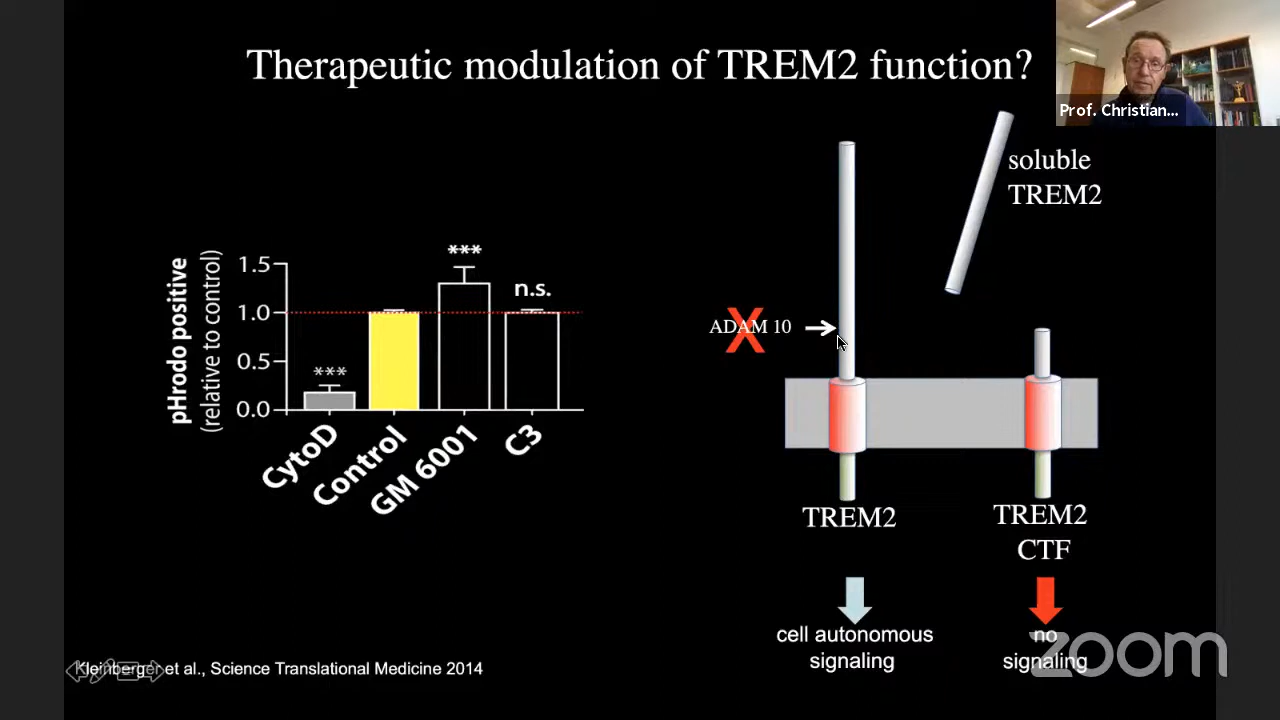 Therapeutic modulation of TREM2 function?
Prof. Christian...
soluble
TREM2
pHrodo positive
(relative to control)
1.5
1.0
0.5
0.0
***
***
n.s.
CytoD
Control
GM 6001
C3
ADAM 10
X
TREM2
TREM2
CTF
cell autonomous
signaling
no
signaling
Kleinberger et al., Science Translational Medicine 2014
zoom